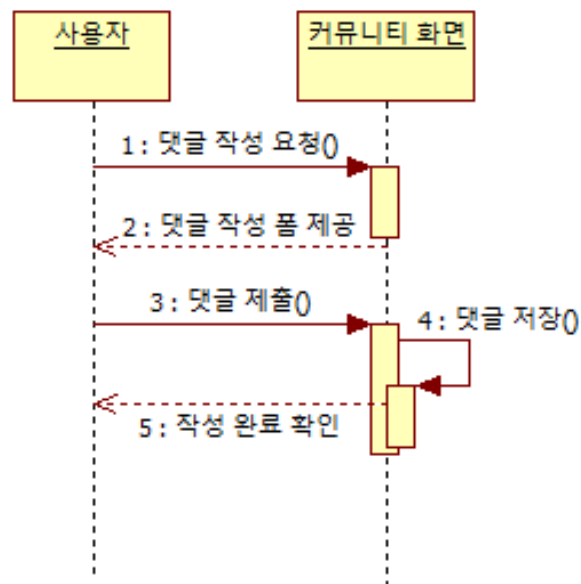 사용자
커뮤니티 화면
1 : 댓글 작성 요청()
2 : 댓글 작성 폼 제공
3 : 댓글 제출()
4 : 댓글 저장()
5 : 작성 완료 확인